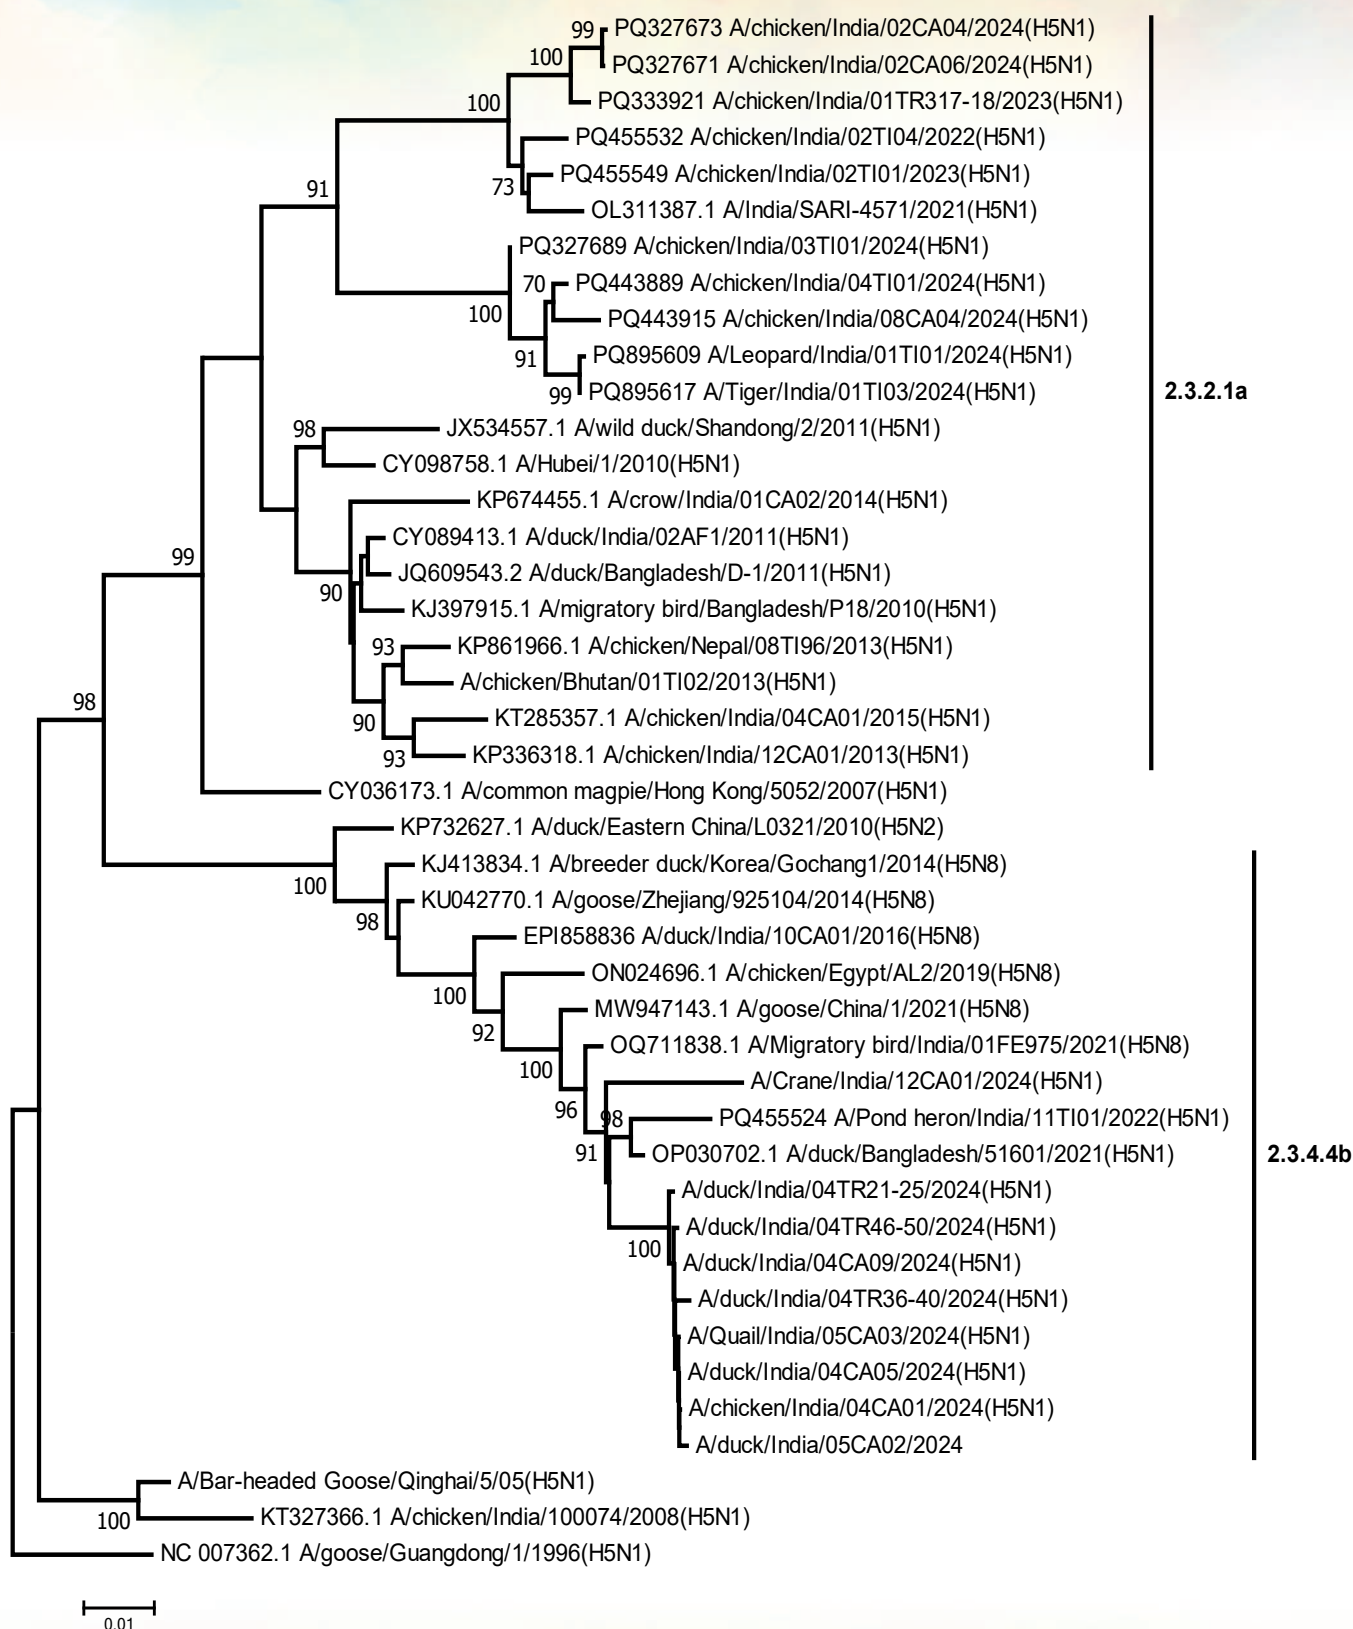 99
PQ327673 A/chicken/India/02CA04/2024(H5N1)
100
PQ327671 A/chicken/India/02CA06/2024(H5N1)
100
PQ333921 A/chicken/India/01TR317-18/2023(H5N1)
PQ455532 A/chicken/India/02TI04/2022(H5N1)
91
73
PQ455549 A/chicken/India/02TI01/2023(H5N1)
OL311387.1 A/India/SARI-4571/2021(H5N1)
PQ327689 A/chicken/India/03TI01/2024(H5N1)
70
PQ443889 A/chicken/India/04TI01/2024(H5N1)
100
PQ443915 A/chicken/India/08CA04/2024(H5N1)
91
PQ895609 A/Leopard/India/01TI01/2024(H5N1)
99
PQ895617 A/Tiger/India/01TI03/2024(H5N1)
2.3.2.1a
98
JX534557.1 A/wild duck/Shandong/2/2011(H5N1)
CY098758.1 A/Hubei/1/2010(H5N1)
KP674455.1 A/crow/India/01CA02/2014(H5N1)
CY089413.1 A/duck/India/02AF1/2011(H5N1)
99
JQ609543.2 A/duck/Bangladesh/D-1/2011(H5N1)
90
KJ397915.1 A/migratory bird/Bangladesh/P18/2010(H5N1)
93
KP861966.1 A/chicken/Nepal/08TI96/2013(H5N1)
A/chicken/Bhutan/01TI02/2013(H5N1)
98
90
KT285357.1 A/chicken/India/04CA01/2015(H5N1)
93
KP336318.1 A/chicken/India/12CA01/2013(H5N1)
CY036173.1 A/common magpie/Hong Kong/5052/2007(H5N1)
KP732627.1 A/duck/Eastern China/L0321/2010(H5N2)
100
KJ413834.1 A/breeder duck/Korea/Gochang1/2014(H5N8)
98
KU042770.1 A/goose/Zhejiang/925104/2014(H5N8)
EPI858836 A/duck/India/10CA01/2016(H5N8)
100
ON024696.1 A/chicken/Egypt/AL2/2019(H5N8)
92
MW947143.1 A/goose/China/1/2021(H5N8)
100
OQ711838.1 A/Migratory bird/India/01FE975/2021(H5N8)
A/Crane/India/12CA01/2024(H5N1)
96
98
PQ455524 A/Pond heron/India/11TI01/2022(H5N1)
91
OP030702.1 A/duck/Bangladesh/51601/2021(H5N1)
2.3.4.4b
A/duck/India/04TR21-25/2024(H5N1)
A/duck/India/04TR46-50/2024(H5N1)
100
A/duck/India/04CA09/2024(H5N1)
A/duck/India/04TR36-40/2024(H5N1)
A/Quail/India/05CA03/2024(H5N1)
A/duck/India/04CA05/2024(H5N1)
A/chicken/India/04CA01/2024(H5N1)
A/duck/India/05CA02/2024
A/Bar-headed Goose/Qinghai/5/05(H5N1)
100
KT327366.1 A/chicken/India/100074/2008(H5N1)
NC 007362.1 A/goose/Guangdong/1/1996(H5N1)
0.01